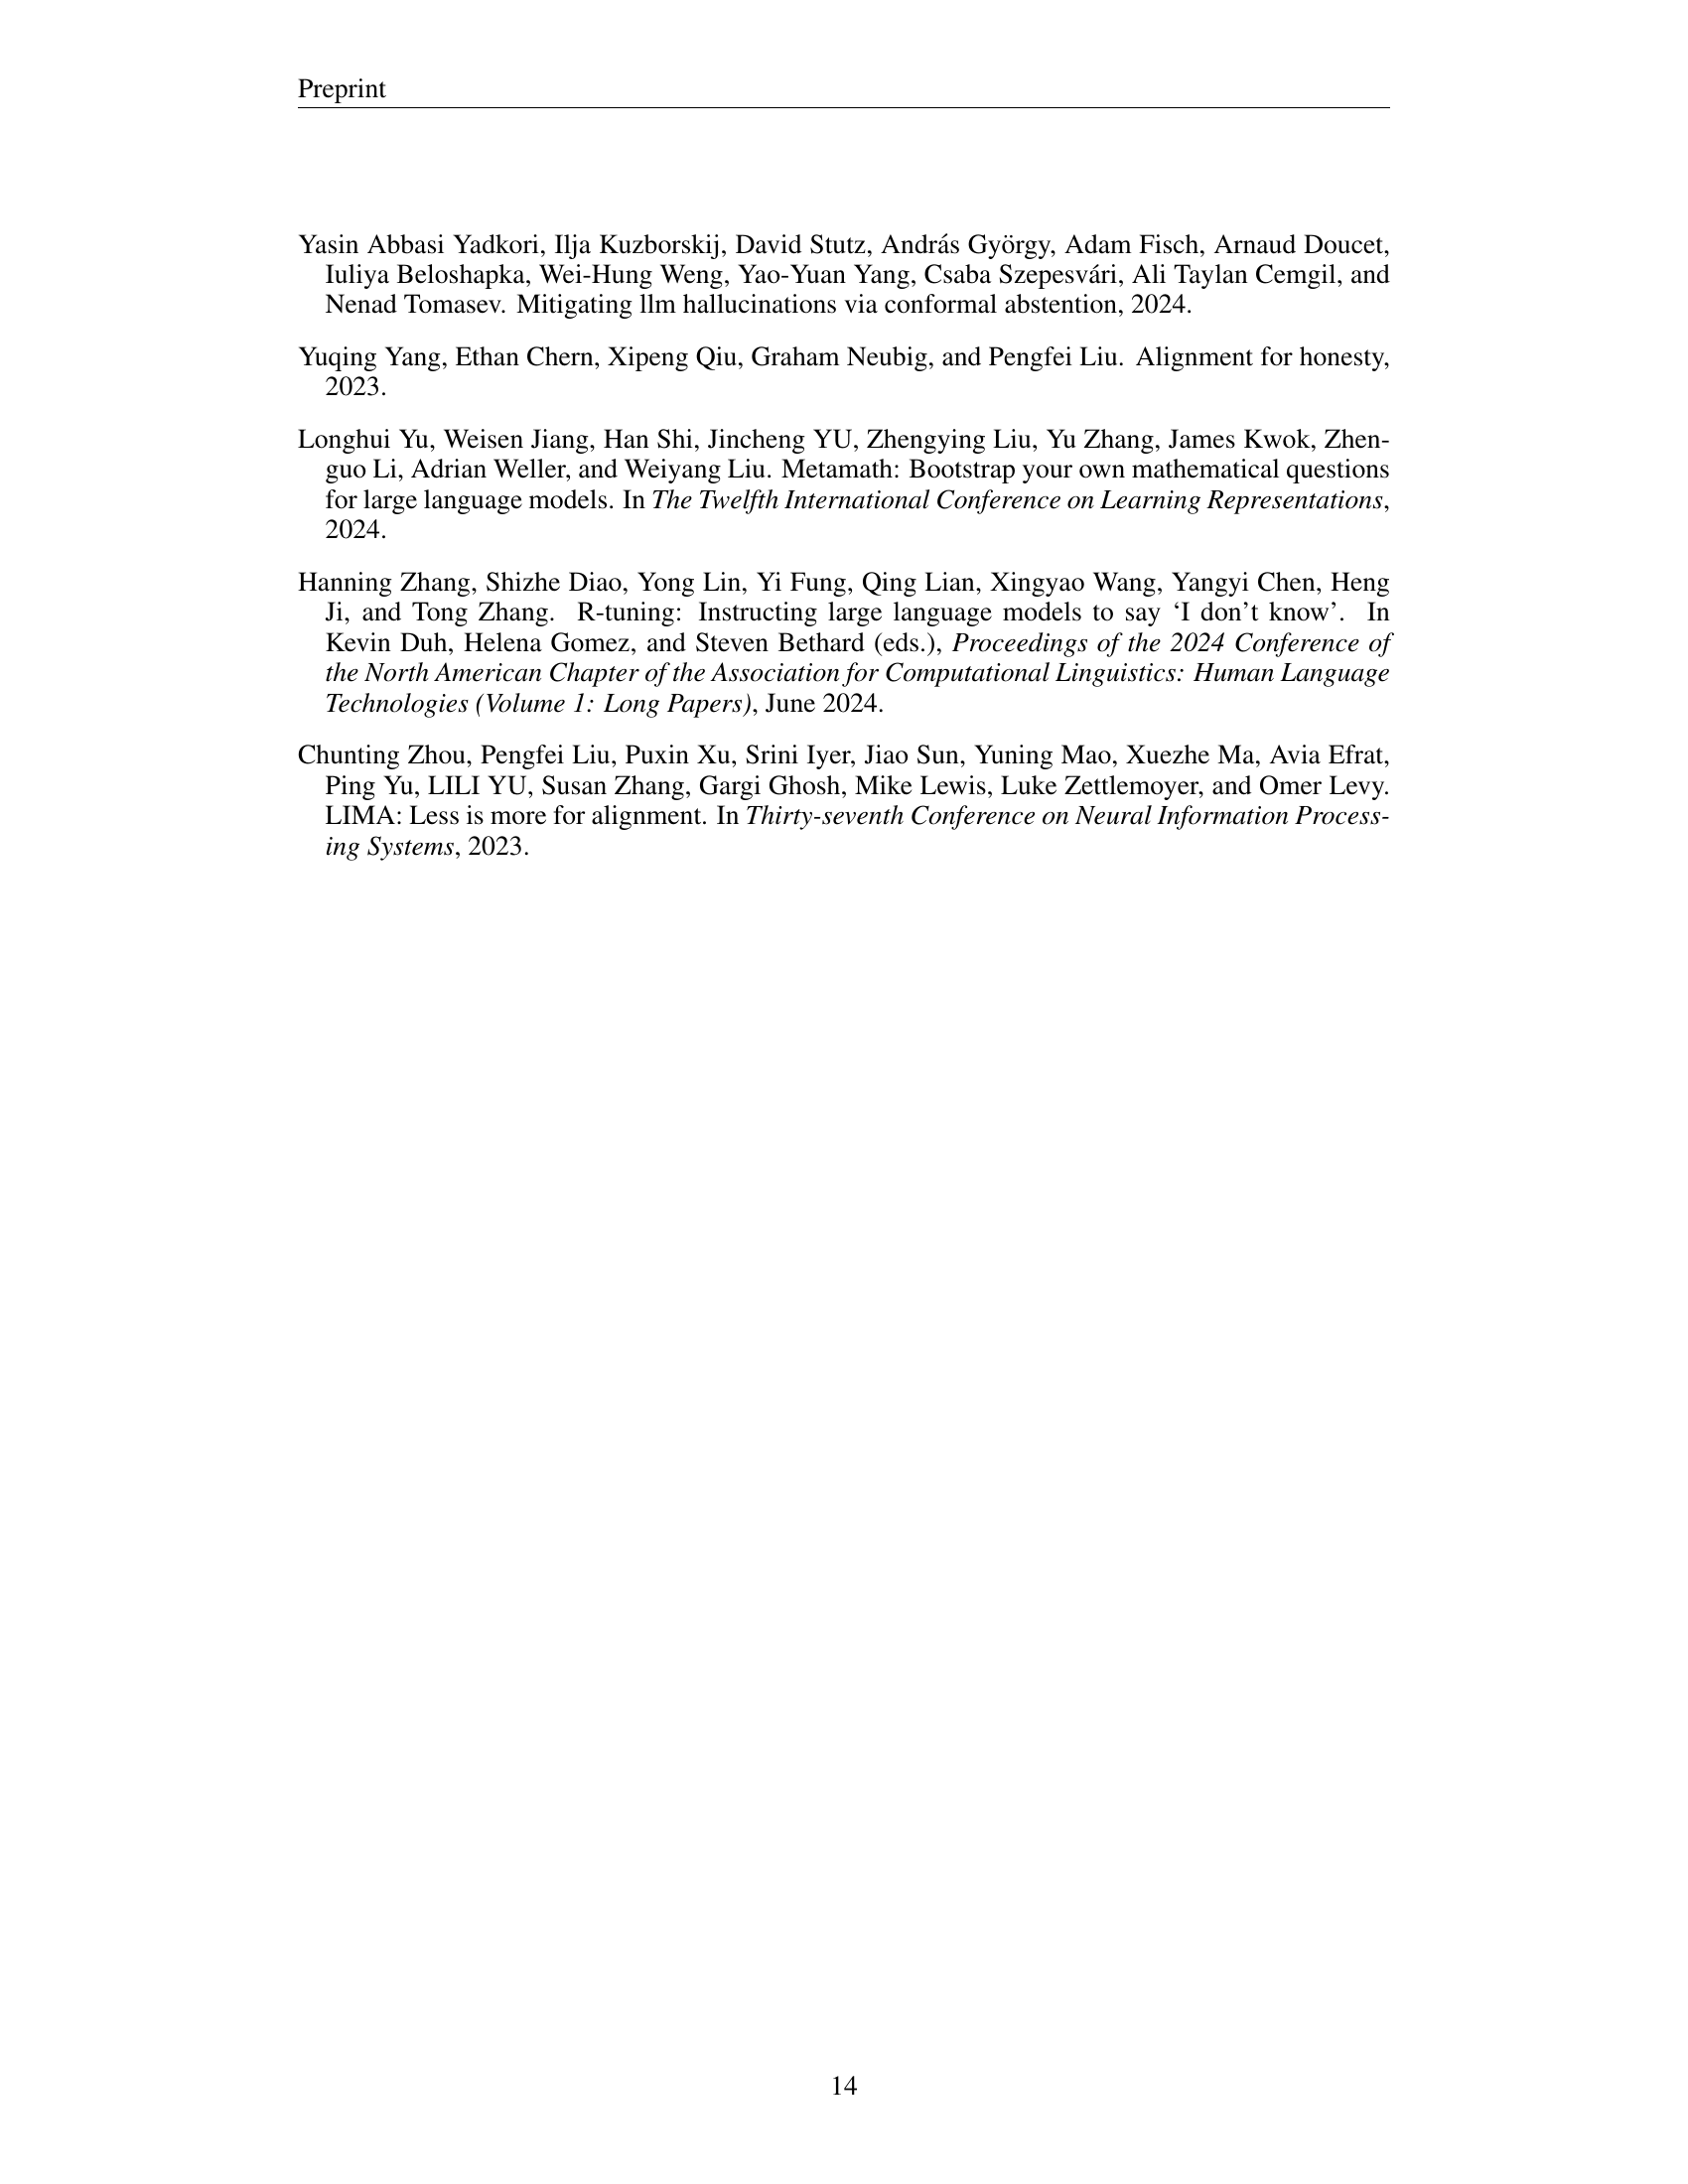 Preprint
Yasin Abbasi Yadkori, Ilja Kuzborskij, David Stutz, András György, Adam Fisch, Arnaud Doucet,
Iuliya Beloshapka, Wei-Hung Weng, Yao-Yuan Yang, Csaba Szepesvári, Ali Taylan Cemgil, and
Nenad Tomasev. Mitigating llm hallucinations via conformal abstention, 2024.
Yuqing Yang, Ethan Chern, Xipeng Qiu, Graham Neubig, and Pengfei Liu. Alignment for honesty,
2023.
Longhui Yu, Weisen Jiang, Han Shi, Jincheng YU, Zhengying Liu, Yu Zhang, James Kwok, Zhen-
guo Li, Adrian Weller, and Weiyang Liu. Metamath: Bootstrap your own mathematical questions
for large language models. In The Twelfth International Conference on Learning Representations,
2024.
Hanning Zhang, Shizhe Diao, Yong Lin, Yi Fung, Qing Lian, Xingyao Wang, Yangyi Chen, Heng
Ji, and Tong Zhang. R-tuning: Instructing large language models to say ‘I don’t know’. In
Kevin Duh, Helena Gomez, and Steven Bethard (eds.), Proceedings of the 2024 Conference of
the North American Chapter of the Association for Computational Linguistics: Human Language
Technologies (Volume 1: Long Papers), June 2024.
Chunting Zhou, Pengfei Liu, Puxin Xu, Srini Iyer, Jiao Sun, Yuning Mao, Xuezhe Ma, Avia Efrat,
Ping Yu, LILI YU, Susan Zhang, Gargi Ghosh, Mike Lewis, Luke Zettlemoyer, and Omer Levy.
LIMA: Less is more for alignment. In Thirty-seventh Conference on Neural Information Process-
ing Systems, 2023.
14